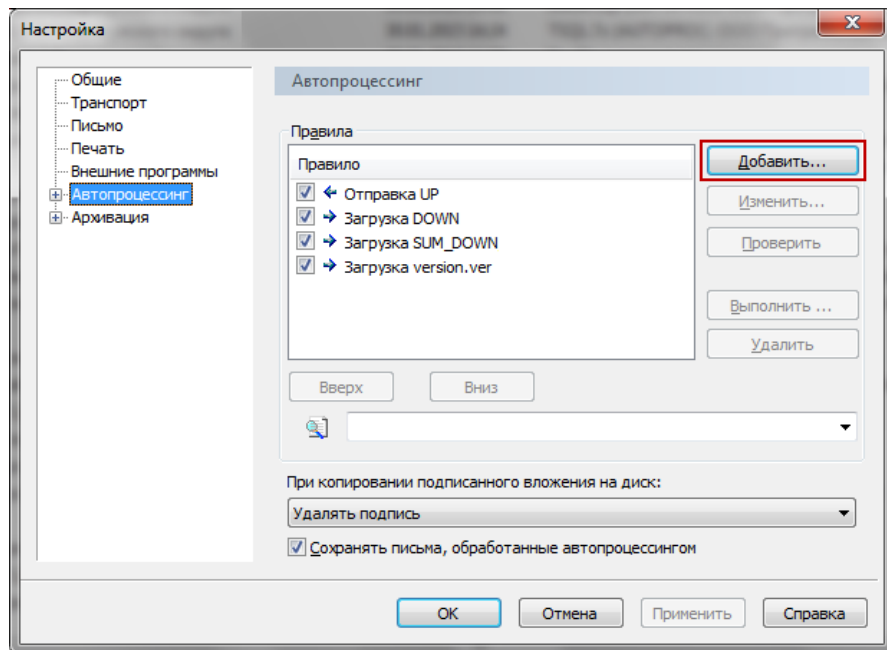 Настройка
Общие
Транспорт
Письмо
Печать
Внешние программы
Автопроцессинг
Архивация
Автопроцессинг
Правила
Правило
Отправка UP
Загрузка DOWN
Загрузка SUM_DOWN
Загрузка version.ver
Добавить...
Изменить...
Проверить
Выполнить ...
Удалить
Вверх Вниз
При копировании подписанного вложения на диск:
Удалять подпись
Сохранять письма, обработанные автопроцессингом
OK Отмена Применить Справка